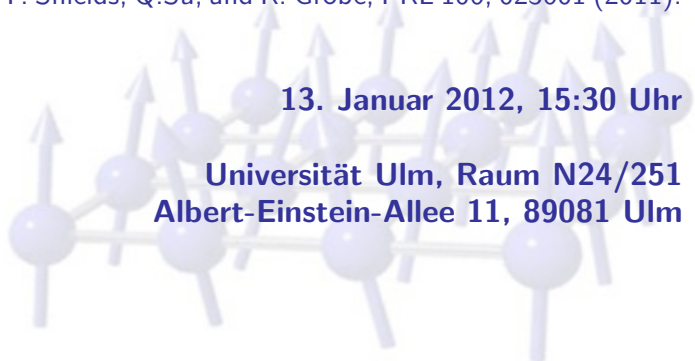 P. Shields, Q.Su, and R. Grobe, PRL 106, 023601 (2011).
13. Januar 2012, 15:30 Uhr
Universität Ulm, Raum N24/251
Albert-Einstein-Allee 11, 89081 Ulm